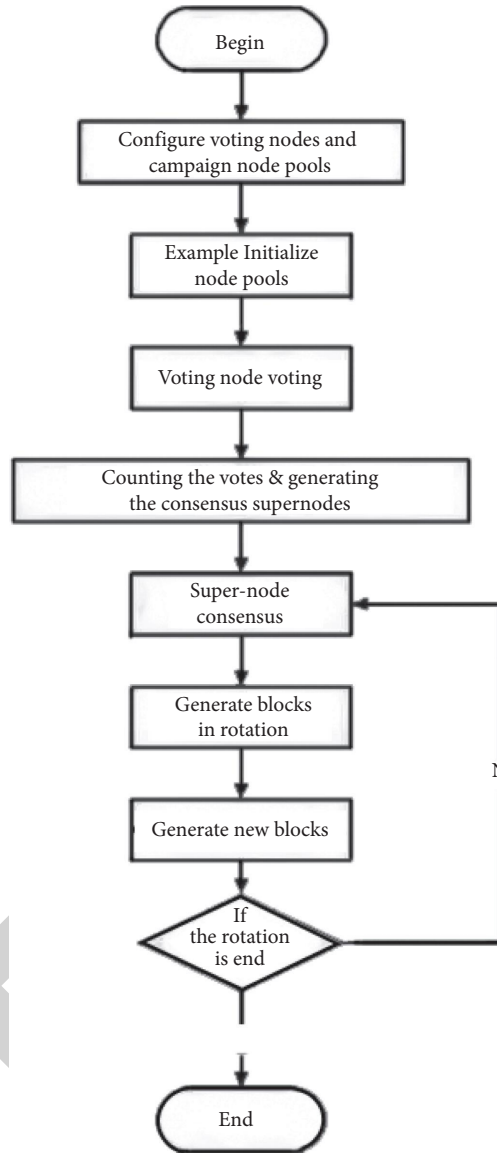 Begin
Configure voting nodes and
campaign node pools
Example Initialize
node pools
Voting node voting
Counting the votes & generating
the consensus supernodes
Super-node
consensus
Generate blocks
in rotation
Generate new blocks
N
If
the rotation
is end
End